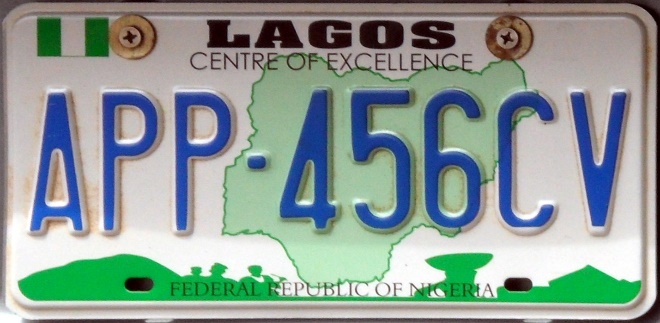 LAGOS
CENTRE OF EXCELLENCE
APP-456CV
FEDERAL REPUBLIC OF NIGERIA